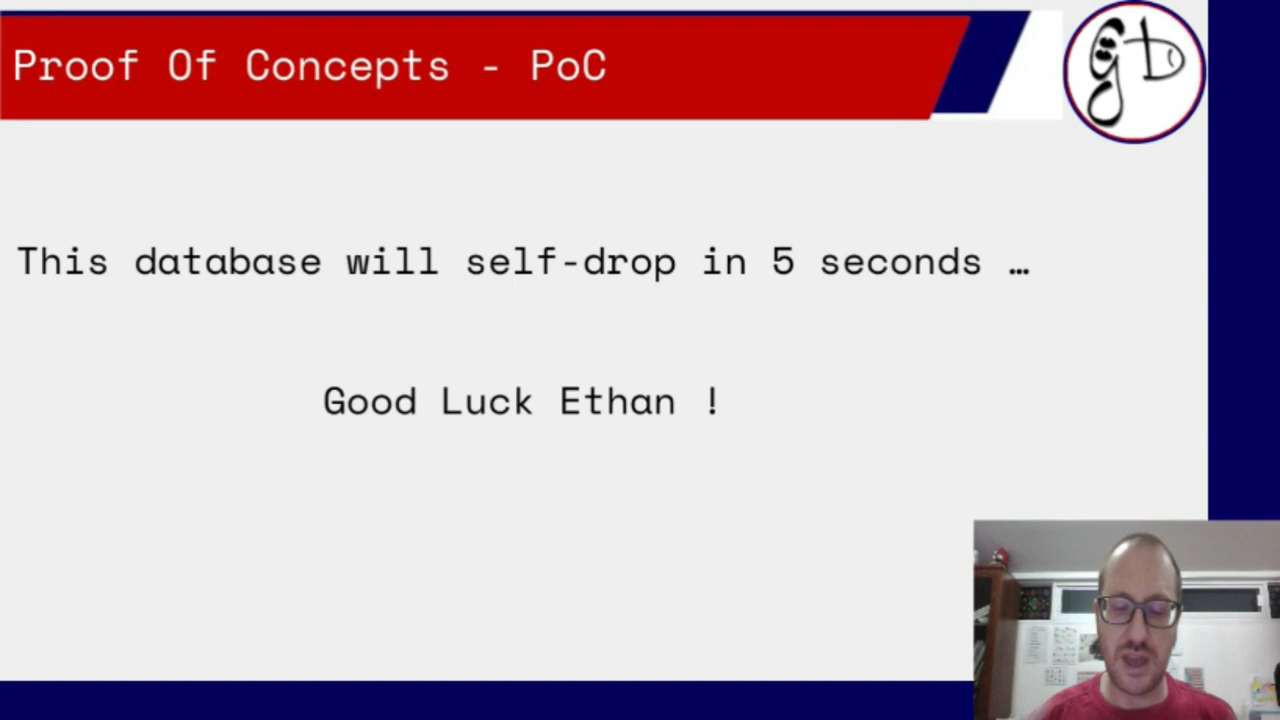 Proof Of Concepts - PoC
This database will self-drop in 5 seconds …
Good Luck Ethan !